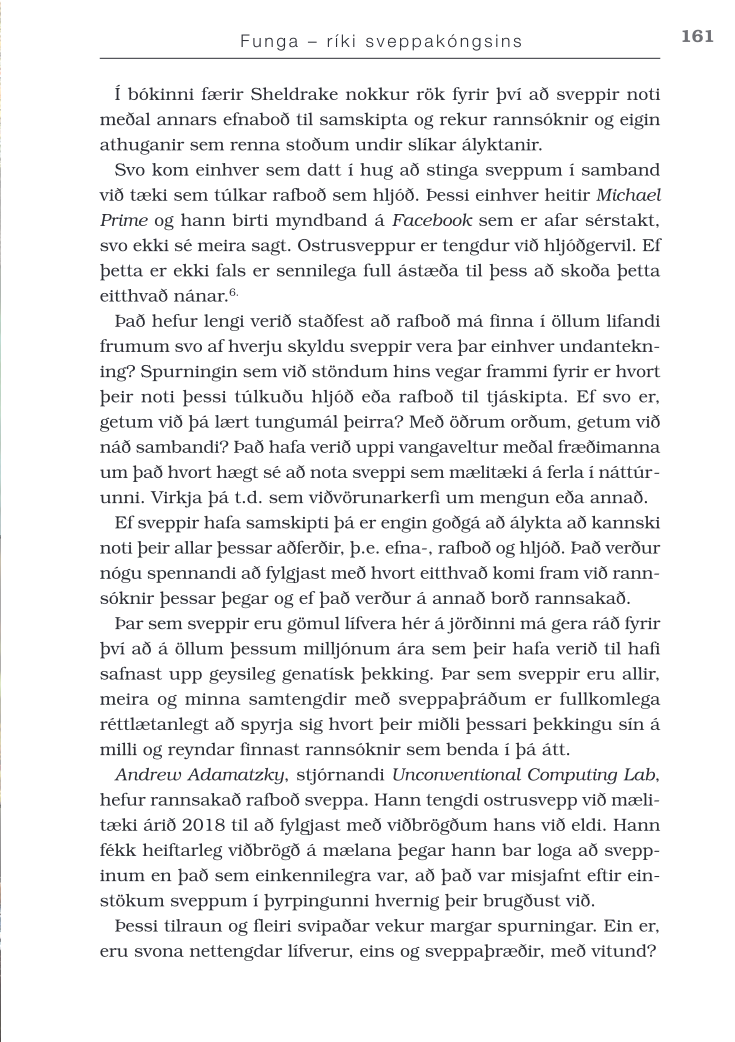 Funga – ríki sveppakóngsins
161
Í bókinni færir Sheldrake nokkur rök fyrir því að sveppir noti
meðal annars efnaboð til samskipta og rekur rannsóknir og eigin
athuganir sem renna stoðum undir slíkar ályktanir.
Svo kom einhver sem datt í hug að stinga sveppum í samband
við tæki sem túlkar rafboð sem hljóð. Þessi einhver heitir Michael
Prime og hann birti myndband á Facebook sem er afar sérstakt,
svo ekki sé meira sagt. Ostrusveppur er tengdur við hljóðgervil. Ef
þetta er ekki fals er sennilega full ástæða til þess að skoða þetta
eitthvað nánar.6.
Það hefur lengi verið staðfest að rafboð má finna í öllum lifandi
frumum svo af hverju skyldu sveppir vera þar einhver undantekn-
ing? Spurningin sem við stöndum hins vegar frammi fyrir er hvort
þeir noti þessi túlkuðu hljóð eða rafboð til tjáskipta. Ef svo er,
getum við þá lært tungumál þeirra? Með öðrum orðum, getum við
náð sambandi? Það hafa verið uppi vangaveltur meðal fræðimanna
um það hvort hægt sé að nota sveppi sem mælitæki á ferla í náttúr-
unni. Virkja þá t.d. sem viðvörunarkerfi um mengun eða annað.
Ef sveppir hafa samskipti þá er engin goðgá að álykta að kannski
noti þeir allar þessar aðferðir, þ.e. efna-, rafboð og hljóð. Það verður
nógu spennandi að fylgjast með hvort eitthvað komi fram við rann-
sóknir þessar þegar og ef það verður á annað borð rannsakað.
Þar sem sveppir eru gömul lífvera hér á jörðinni má gera ráð fyrir
því að á öllum þessum milljónum ára sem þeir hafa verið til hafi
safnast upp geysileg genatísk þekking. Þar sem sveppir eru allir,
meira og minna samtengdir með sveppaþráðum er fullkomlega
réttlætanlegt að spyrja sig hvort þeir miðli þessari þekkingu sín á
milli og reyndar finnast rannsóknir sem benda í þá átt.
Andrew Adamatzky, stjórnandi Unconventional Computing Lab,
hefur rannsakað rafboð sveppa. Hann tengdi ostrusvepp við mæli-
tæki árið 2018 til að fylgjast með viðbrögðum hans við eldi. Hann
fékk heiftarleg viðbrögð á mælana þegar hann bar loga að svepp-
inum en það sem einkennilegra var, að það var misjafnt eftir ein-
stökum sveppum í þyrpingunni hvernig þeir brugðust við.
Þessi tilraun og fleiri svipaðar vekur margar spurningar. Ein er,
eru svona nettengdar lífverur, eins og sveppaþræðir, með vitund?